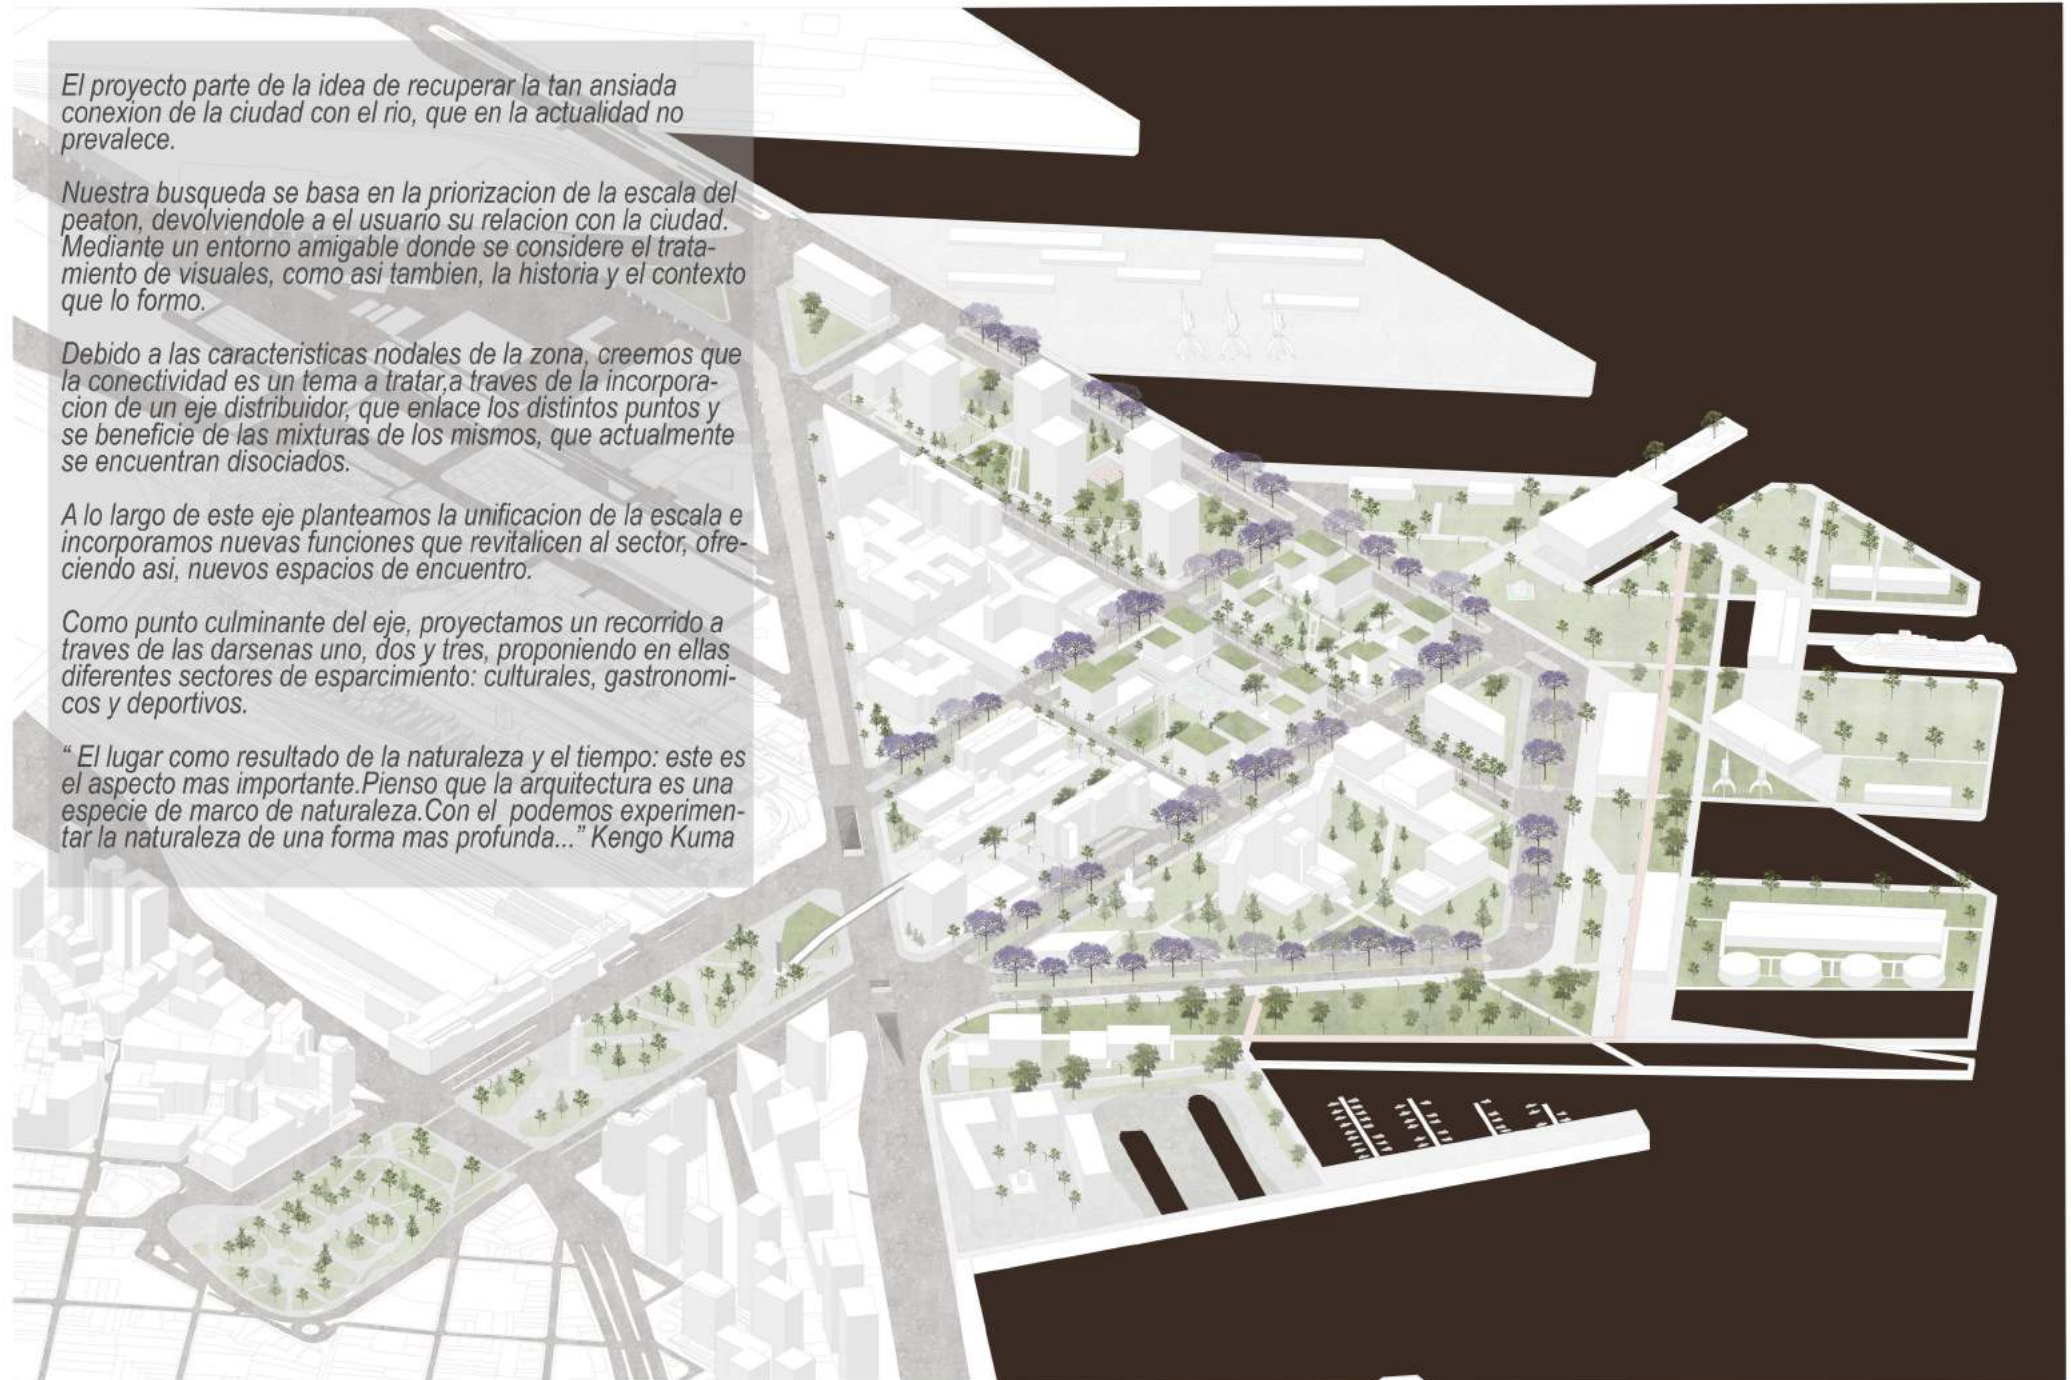 El proyecto parte de la idea de recuperar la tan ansiada
conexion de la ciudad con el rio, que en la actualidad no
prevalece.
Nuestra busqueda se basa en la priorizacion de la escala del
peaton, devolviendole a el usuario su relacion con la ciudad.
Mediante un entorno amigable donde se considere el trata-
miento de visuales, como asi tambien, la historia y el contexto
que lo formo.
Debido a las caracteristicas nodales de la zona, creemos que
la conectividad es un tema a tratar,a traves de la incorpora-
cion de un eje distribuidor, que enlace los distintos puntos y
se beneficie de las mixturas de los mismos, que actualmente
se encuentran disociados.
A lo largo de este eje planteamos la unificacion de la escala e
incorporamos nuevas funciones que revitalicen al sector, ofre-
ciendo asi, nuevos espacios de encuentro.
Como punto culminante del eje, proyectamos un recorrido a
traves de las darsenas uno, dos y tres, proponiendo en ellas
diferentes sectores de esparcimiento: culturales, gastronomi-
cos y deportivos.
“ El lugar como resultado de la naturaleza y el tiempo: este es
el aspecto mas importante.Pienso que la arquitectura es una
especie de marco de naturaleza.Con el podemos experimen-
tar la naturaleza de una forma mas profunda...” Kengo Kuma